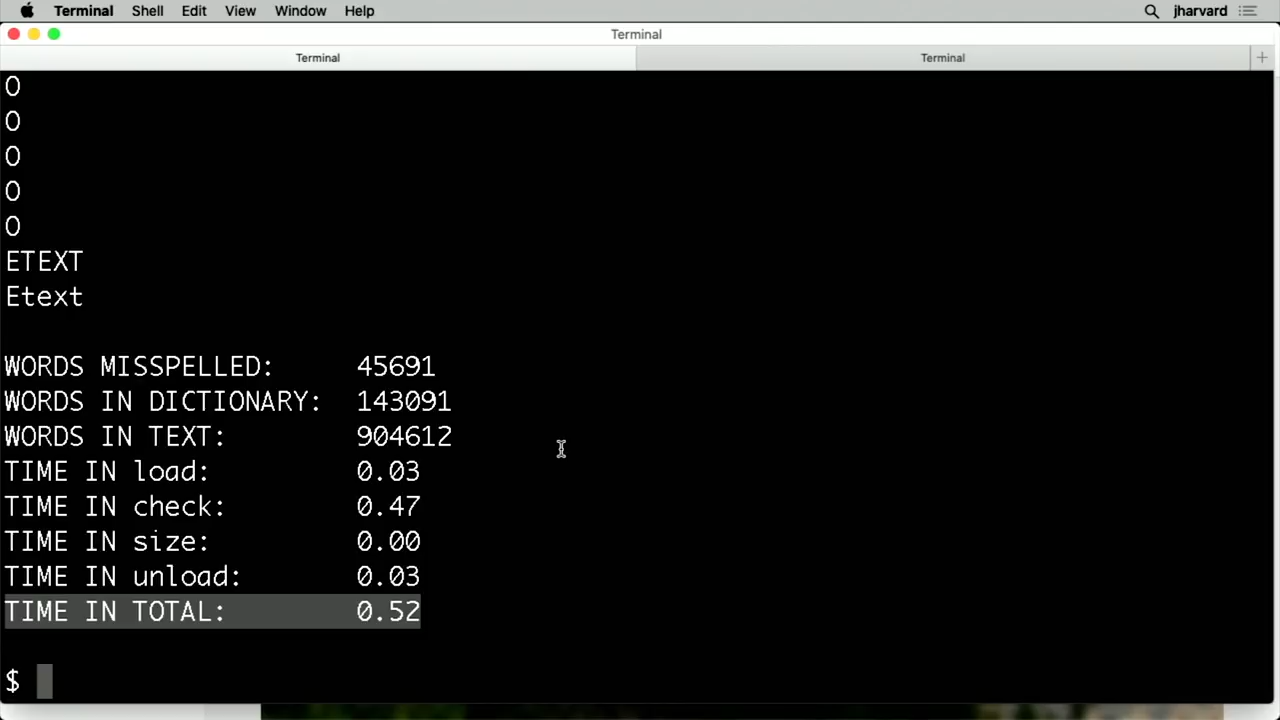 Terminal Shell Edit View Window Help jharvard
Terminal
Terminal Terminal +
O
O
O
O
O
ETEXT
Etext
WORDS MISSPELLED: 45691
WORDS IN DICTIONARY: 143091
WORDS IN TEXT: 904612
TIME IN load: 0.03
TIME IN check: 0.47
TIME IN size: 0.00
TIME IN unload: 0.03
TIME IN TOTAL: 0.52
$